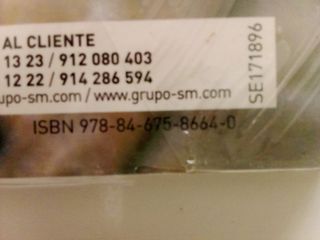 AL CLIENTE
13 23 / 912 080 403
12 22 / 914 286 594
upo-sm.com / www.grupo-sm.com
SE171896
ISBN 978-84-675-8664-0